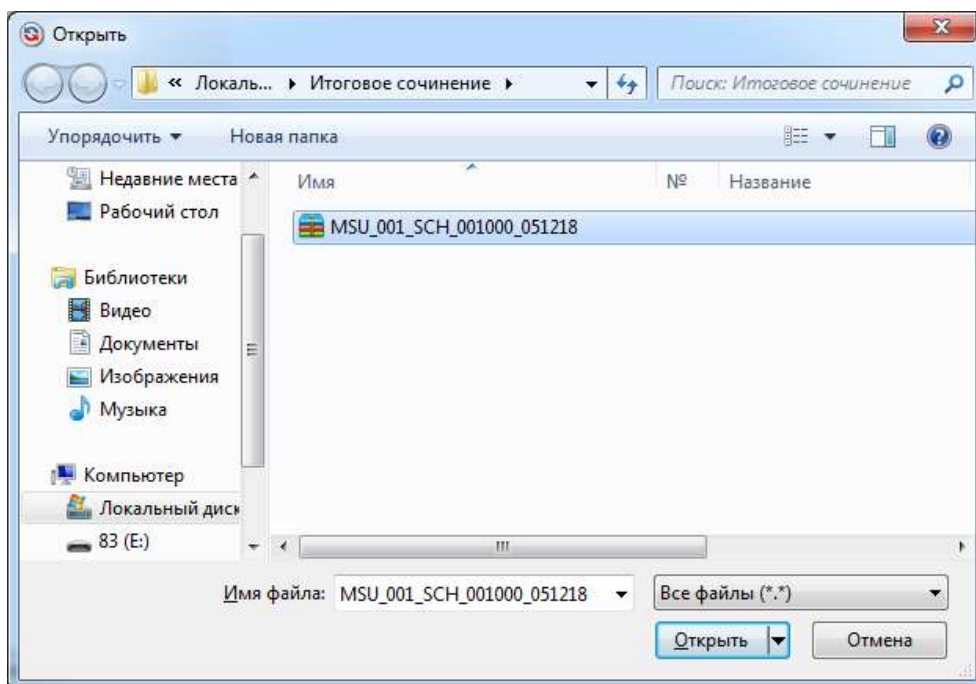 Открыть
« Локаль... Итоговое сочинение
Поиск: Итоговое сочинение
Упорядочить Новая папка
Недавние места
Имя № Название
Рабочий стол
MSU_001_SCH_001000_051218
Библиотеки
Видео
Документы
Изображения
Музыка
Компьютер
Локальный диск
83 (E:)
Имя файла: MSU_001_SCH_001000_051218 Все файлы (*.*)
Открыть Отмена